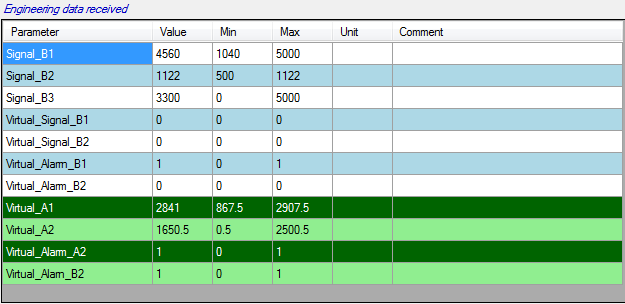 Engineering data received
Parameter Value Min Max Unit Comment
Signal_B1 4560 1040 5000
Signal_B2 1122 500 1122
Signal_B3 3300 0 5000
Virtual_Signal_B1 0 0 0
Virtual_Signal_B2 0 0 0
Virtual_Alarm_B1 1 0 1
Virtual_Alarm_B2 0 0 0
Virtual_A1 2841 867.5 2907.5
Virtual_A2 1650.5 0.5 2500.5
Virtual_Alarm_A2 1 0 1
Virtual_Alarm_B2 1 0 1